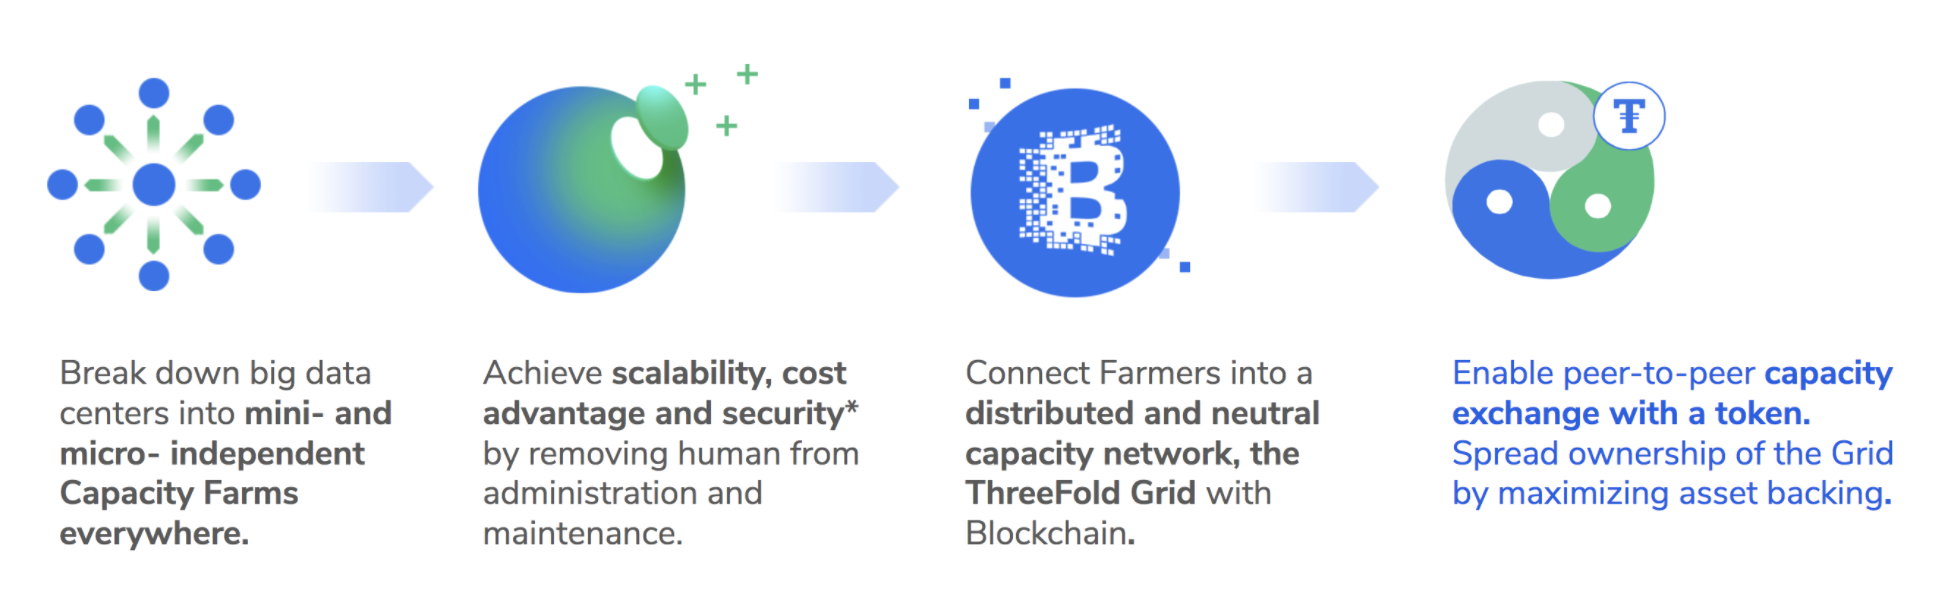 Break down big data
centers into mini- and
micro- independent
Capacity Farms
everywhere.
Achieve scalability, cost
advantage and security*
by removing human from
administration and
maintenance.
Connect Farmers into a
distributed and neutral
capacity network, the
ThreeFold Grid with
Blockchain.
Enable peer-to-peer capacity
exchange with a token.
Spread ownership of the Grid
by maximizing asset backing.